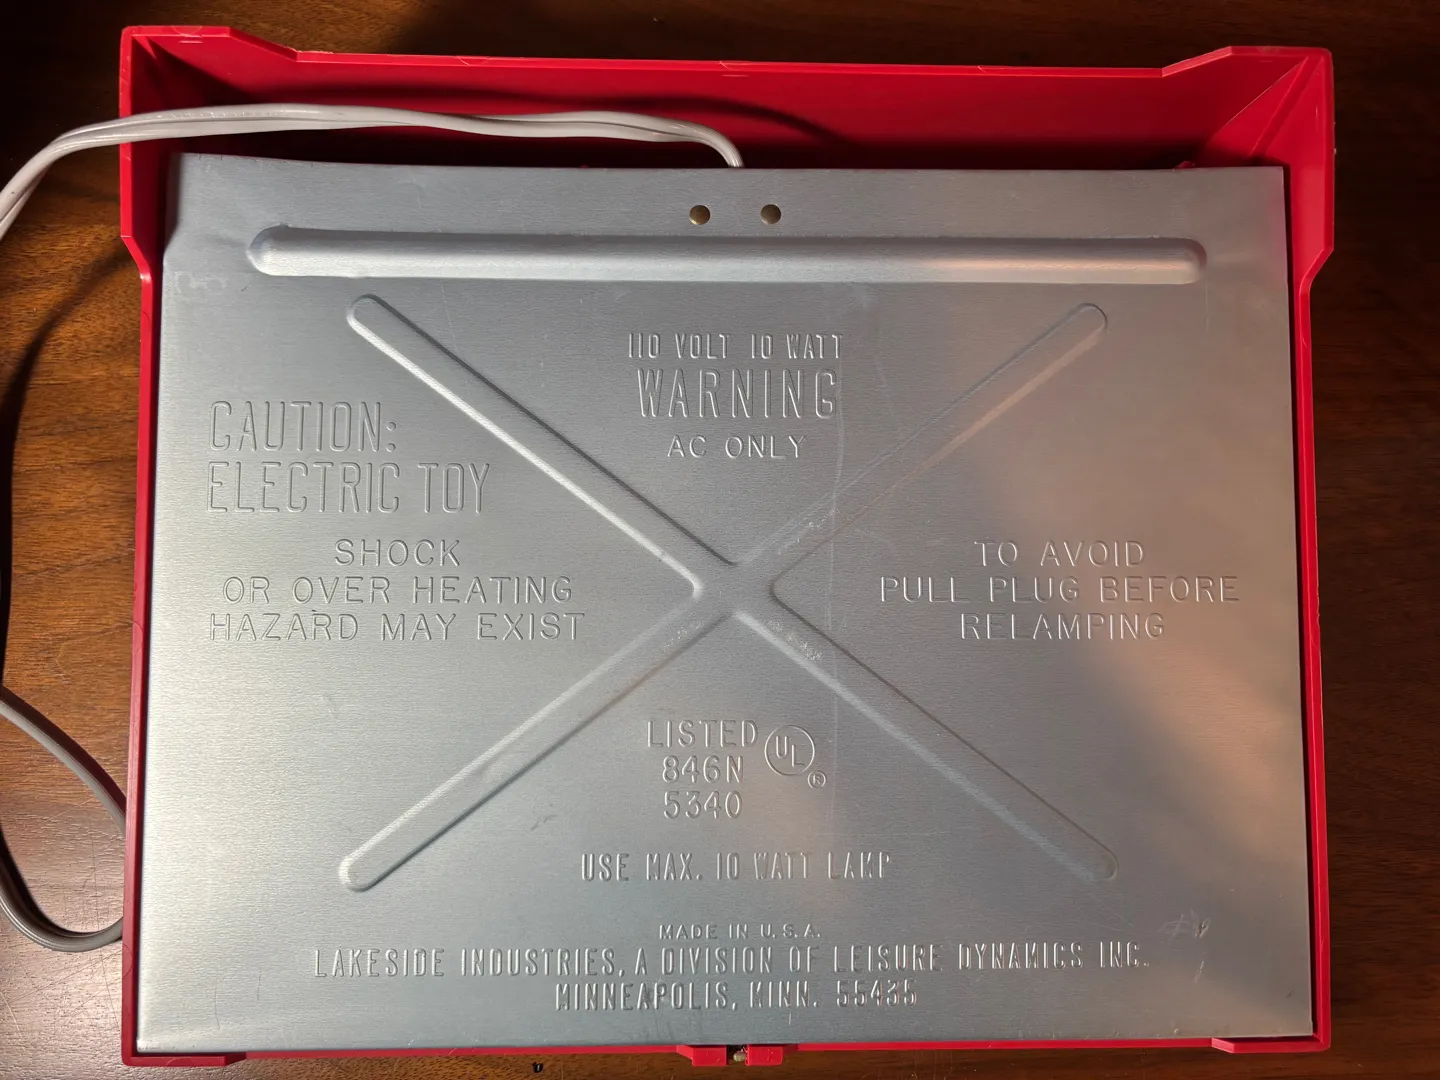 110 VOLT 10 WATT
WARNING
AC ONLY
CAUTION:
ELECTRIC TOY
SHOCK
OR OVER HEATING
HAZARD MAY EXIST
TO AVOID
PULL PLUG BEFORE
RELAMPING
LISTED UL ®
846N
5340
USE MAX. 10 WATT LAMP
MADE IN U.S.A.
LAKESIDE INDUSTRIES, A DIVISION OF LEISURE DYNAMICS INC.
MINNEAPOLIS, MINN. 55435